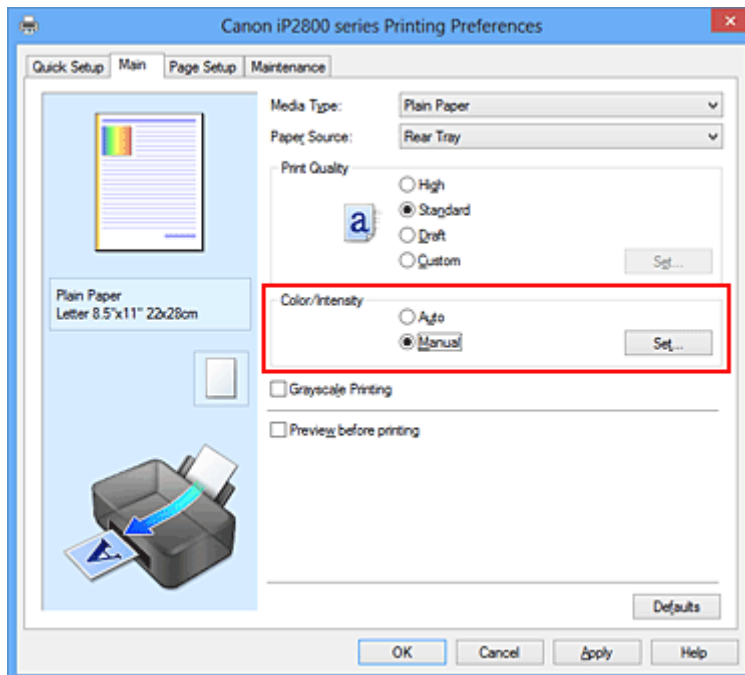 Canon iP2800 series Printing Preferences
Quick Setup Main Page Setup Maintenance
Media Type: Plain Paper
Paper Source: Rear Tray
Print Quality
High
a Standard
Draft
Custom Set...
Plain Paper
Letter 8.5"x11" 22x28cm
Color/Intensity
Auto
Manual Set...
Grayscale Printing
Preview before printing
A
Defaults
OK Cancel Apply Help